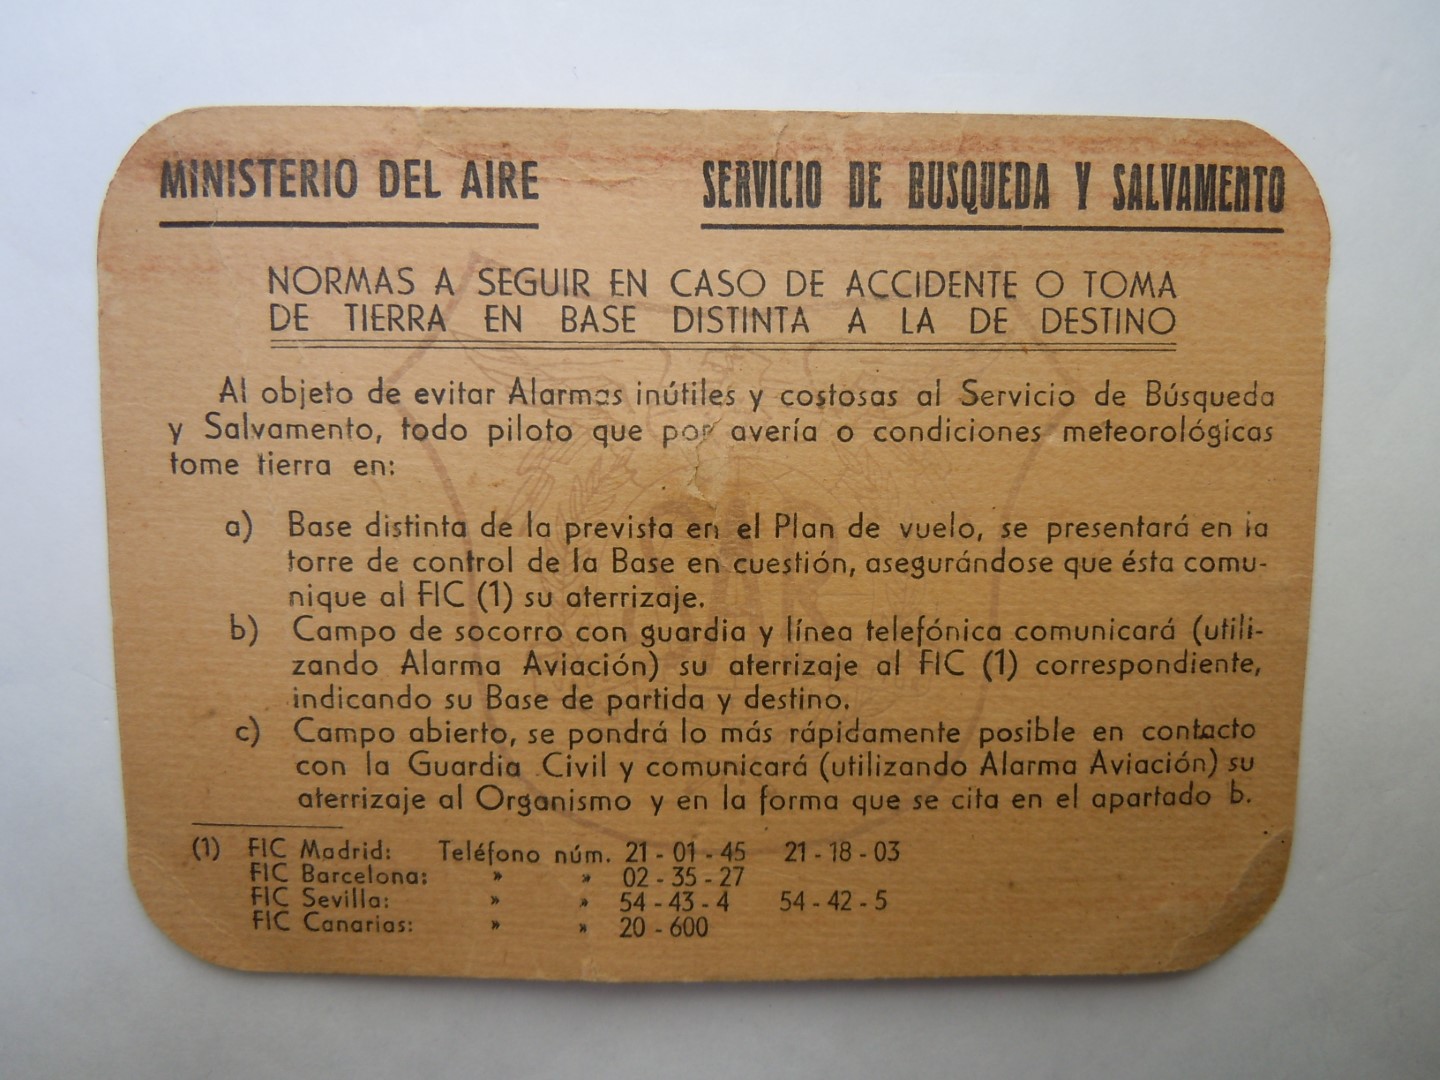 MINISTERIO DEL AIRE SERVICIO DE BUSQUEDA Y SALVAMENTO
NORMAS A SEGUIR EN CASO DE ACCIDENTE O TOMA
DE TIERRA EN BASE DISTINTA A LA DE DESTINO
Al objeto de evitar Alarmas inútiles y costosas al Servicio de Búsqueda
y Salvamento, todo piloto que por avería o condiciones meteorológicas
tome tierra en:
a) Base distinta de la prevista en el Plan de vuelo, se presentará en la
torre de control de la Base en cuestión, asegurándose que ésta comu-
nique al FIC (1) su aterrizaje.
b) Campo de socorro con guardia y línea telefónica comunicará (utili-
zando Alarma Aviación) su aterrizaje al FIC (1) correspondiente,
indicando su Base de partida y destino.
c) Campo abierto, se pondrá lo más rápidamente posible en contacto
con la Guardia Civil y comunicará (utilizando Alarma Aviación) su
aterrizaje al Organismo y en la forma que se cita en el apartado b.
(1) FIC Madrid: Teléfono núm. 21 - 01 - 45 21 - 18 - 03
FIC Barcelona: » » 02 - 35 - 27
FIC Sevilla: » » 54 - 43 - 4 54 - 42 - 5
FIC Canarias: » » 20 - 600